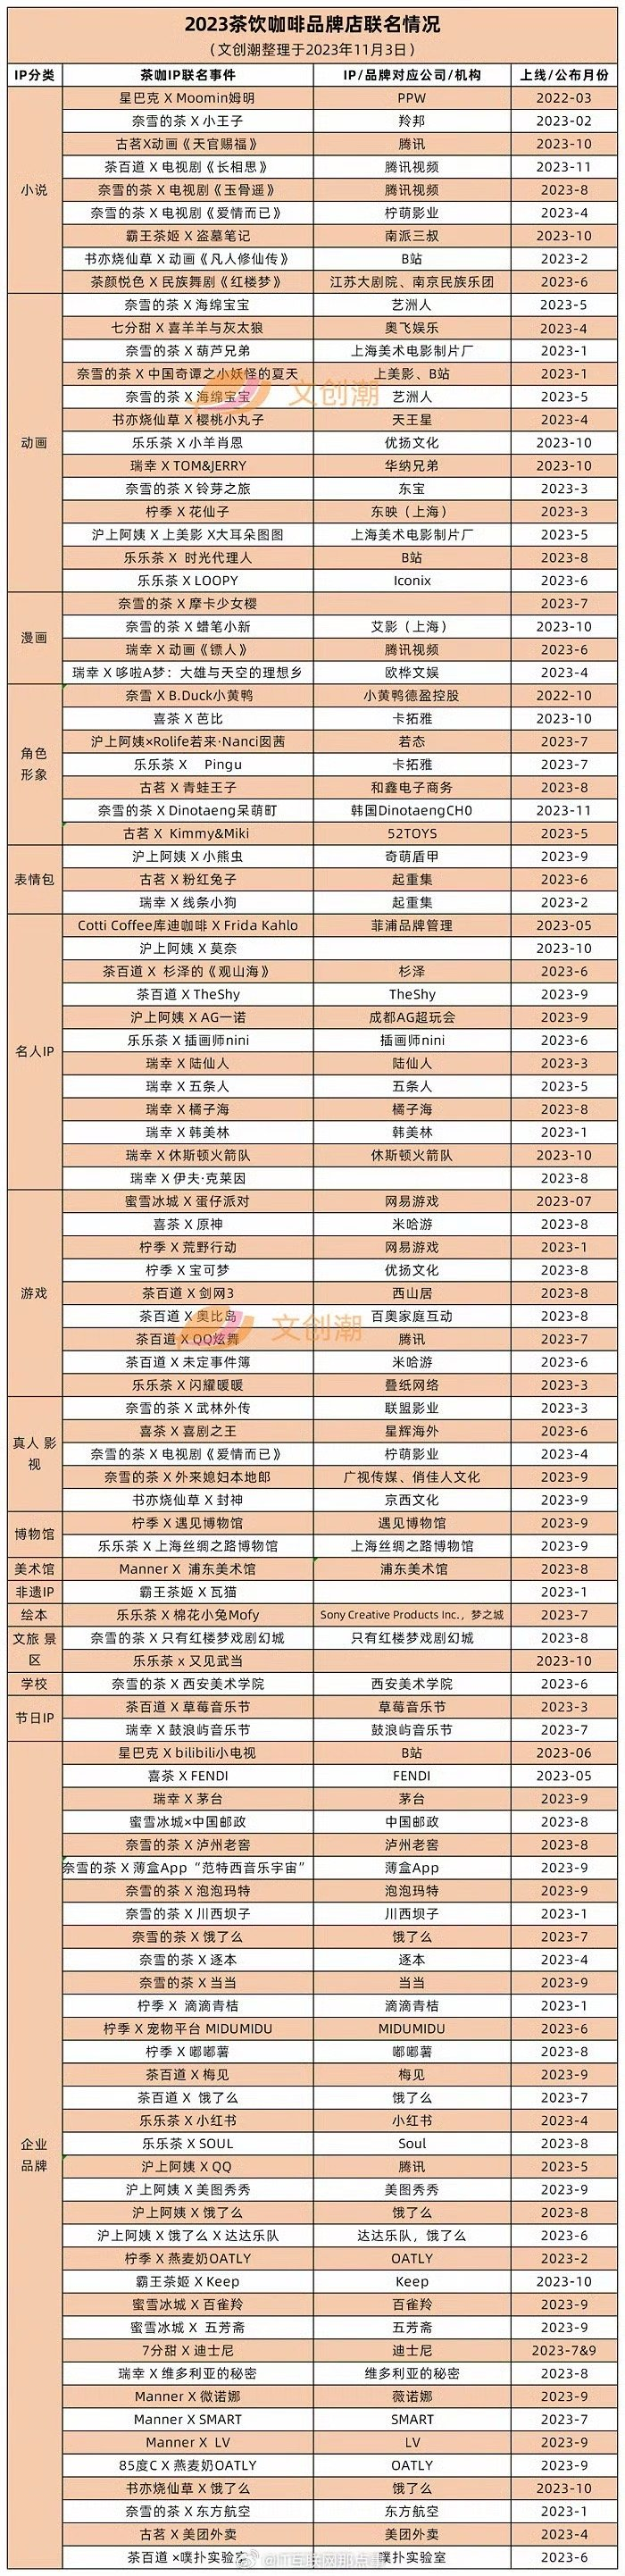 2023茶饮咖啡品牌店联名情况
（文创潮整理于2023年11月3日）
IP分类 茶咖IP联名事件 IP/品牌对应公司/机构 上线/公布月份
小说
星巴克 X Moomin姆明 PPW 2022-03
奈雪的茶 X 小王子 羚邦 2023-02
古茗X动画《天官赐福》 腾讯 2023-10
茶百道 X 电视剧《长相思》 腾讯视频 2023-11
奈雪的茶 X 电视剧《玉骨遥》 腾讯视频 2023-8
奈雪的茶 X 电视剧《爱情而已》 柠萌影业 2023-4
霸王茶姬 X 盗墓笔记 南派三叔 2023-10
书亦烧仙草 X 动画《凡人修仙传》 B站 2023-2
茶颜悦色 X 民族舞剧《红楼梦》 江苏大剧院、南京民族乐团 2023-6
动画
奈雪的茶 X 海绵宝宝 艺洲人 2023-5
七分甜 X 喜羊羊与灰太狼 奥飞娱乐 2023-4
奈雪的茶 X 葫芦兄弟 上海美术电影制片厂 2023-1
奈雪的茶 X 中国奇谭之小妖怪的夏天 上美影、B站 2023-1
奈雪的茶 X 海绵宝宝 艺洲人 2023-5
文创潮
书亦烧仙草 X 樱桃小丸子 天王星 2023-4
乐乐茶 X 小羊肖恩 优扬文化 2023-10
瑞幸 X TOM&JERRY 华纳兄弟 2023-10
奈雪的茶 X 铃芽之旅 东宝 2023-3
柠季 X 花仙子 东映（上海） 2023-3
沪上阿姨 X 上美影 X大耳朵图图 上海美术电影制片厂 2023-5
乐乐茶 X 时光代理人 B站 2023-8
乐乐茶 X LOOPY Iconix 2023-6
漫画
奈雪的茶 X 摩卡少女樱 2023-7
奈雪的茶 X 蜡笔小新 艾影（上海） 2023-10
瑞幸 X 动画《镖人》 腾讯视频 2023-6
瑞幸 X 哆啦A梦：大雄与天空的理想乡 欧桦文娱 2023-4
角色
形象
奈雪 X B.Duck小黄鸭 小黄鸭德盈控股 2022-10
喜茶 X 芭比 卡拓雅 2023-10
沪上阿姨×Rolife若来·Nanci囡茜 若态 2023-7
乐乐茶 X Pingu 卡拓雅 2023-7
古茗 X 青蛙王子 和鑫电子商务 2023-8
奈雪的茶 X Dinotaeng呆萌町 韩国DinotaengCH0 2023-11
古茗 X Kimmy&Miki 52TOYS 2023-5
表情包
沪上阿姨 X 小熊虫 奇萌盾甲 2023-9
古茗 X 粉红兔子 起重集 2023-6
瑞幸 X 线条小狗 起重集 2023-2
名人IP
Cotti Coffee库迪咖啡 X Frida Kahlo 菲浦品牌管理 2023-05
沪上阿姨 X 莫奈 2023-10
茶百道 X 杉泽的《观山海》 杉泽 2023-6
茶百道 X TheShy TheShy 2023-9
沪上阿姨 X AG一诺 成都AG超玩会 2023-9
乐乐茶 X 插画师nini 插画师nini 2023-6
瑞幸 X 陆仙人 陆仙人 2023-3
瑞幸 X 五条人 五条人 2023-5
瑞幸 X 橘子海 橘子海 2023-8
瑞幸 X 韩美林 韩美林 2023-1
瑞幸 X 休斯顿火箭队 休斯顿火箭队 2023-10
瑞幸 X 伊夫·克莱因 2023-8
游戏
蜜雪冰城 X 蛋仔派对 网易游戏 2023-07
喜茶 X 原神 米哈游 2023-8
柠季 X 荒野行动 网易游戏 2023-1
柠季 X 宝可梦 优扬文化 2023-8
茶百道 X 剑网3 西山居 2023-8
茶百道 X 奥比岛 百奥家庭互动 2023-8
文创潮
茶百道 X QQ炫舞 腾讯 2023-7
茶百道 X 未定事件簿 米哈游 2023-6
乐乐茶 X 闪耀暖暖 叠纸网络 2023-3
真人 影
视
奈雪的茶 X 武林外传 联盟影业 2023-3
喜茶 X 喜剧之王 星辉海外 2023-6
奈雪的茶 X 电视剧《爱情而已》 柠萌影业 2023-4
奈雪的茶 X 外来媳妇本地郎 广视传媒、俏佳人文化 2023-9
书亦烧仙草 X 封神 京西文化 2023-9
博物馆
柠季 X 遇见博物馆 遇见博物馆 2023-9
乐乐茶 X 上海丝绸之路博物馆 上海丝绸之路博物馆 2023-9
美术馆 Manner X 浦东美术馆 浦东美术馆 2023-8
非遗IP 霸王茶姬 X 瓦猫 2023-1
绘本 乐乐茶 X 棉花小兔Mofy Sony Creative Products Inc.，梦之城 2023-7
文旅 景
区
奈雪的茶 X 只有红楼梦戏剧幻城 只有红楼梦戏剧幻城 2023-8
乐乐茶 x 又见武当 2023-10
学校 奈雪的茶 X 西安美术学院 西安美术学院 2023-6
节日IP
茶百道 X 草莓音乐节 草莓音乐节 2023-3
瑞幸 X 鼓浪屿音乐节 鼓浪屿音乐节 2023-7
企业
品牌
星巴克 X bilibili小电视 B站 2023-06
喜茶 X FENDI FENDI 2023-05
瑞幸 X 茅台 茅台 2023-9
蜜雪冰城×中国邮政 中国邮政 2023-8
奈雪的茶 X 泸州老窖 泸州老窖 2023-8
奈雪的茶 X 薄盒App“范特西音乐宇宙” 薄盒App 2023-9
奈雪的茶 X 泡泡玛特 泡泡玛特 2023-9
奈雪的茶 X 川西坝子 川西坝子 2023-1
奈雪的茶 X 饿了么 饿了么 2023-7
奈雪的茶 X 逐本 逐本 2023-4
奈雪的茶 X 当当 当当 2023-9
柠季 X 滴滴青桔 滴滴青桔 2023-1
柠季 X 宠物平台 MIDUMIDU MIDUMIDU 2023-6
柠季 X 嘟嘟薯 嘟嘟薯 2023-8
茶百道 X 梅见 梅见 2023-9
茶百道 X 饿了么 饿了么 2023-7
乐乐茶 X 小红书 小红书 2023-4
乐乐茶 X SOUL Soul 2023-8
沪上阿姨 X QQ 腾讯 2023-5
沪上阿姨 X 美图秀秀 美图秀秀 2023-9
沪上阿姨 X 饿了么 饿了么 2023-8
沪上阿姨 X 饿了么 X 达达乐队 达达乐队，饿了么 2023-6
柠季 X 燕麦奶OATLY OATLY 2023-2
霸王茶姬 X Keep Keep 2023-10
蜜雪冰城 X 百雀羚 百雀羚 2023-9
蜜雪冰城 X 五芳斋 五芳斋 2023-9
7分甜 X 迪士尼 迪士尼 2023-7&9
瑞幸 X 维多利亚的秘密 维多利亚的秘密 2023-8
Manner X 微诺娜 薇诺娜 2023-9
Manner X SMART SMART 2023-7
Manner X LV LV 2023-9
85度C X 燕麦奶OATLY OATLY 2023-9
书亦烧仙草 X 饿了么 饿了么 2023-10
奈雪的茶 X 东方航空 东方航空 2023-1
古茗 X 美团外卖 美团外卖 2023-4
茶百道 ×噗扑实验室 噗扑实验室 2023-6
@IT互联网那点事